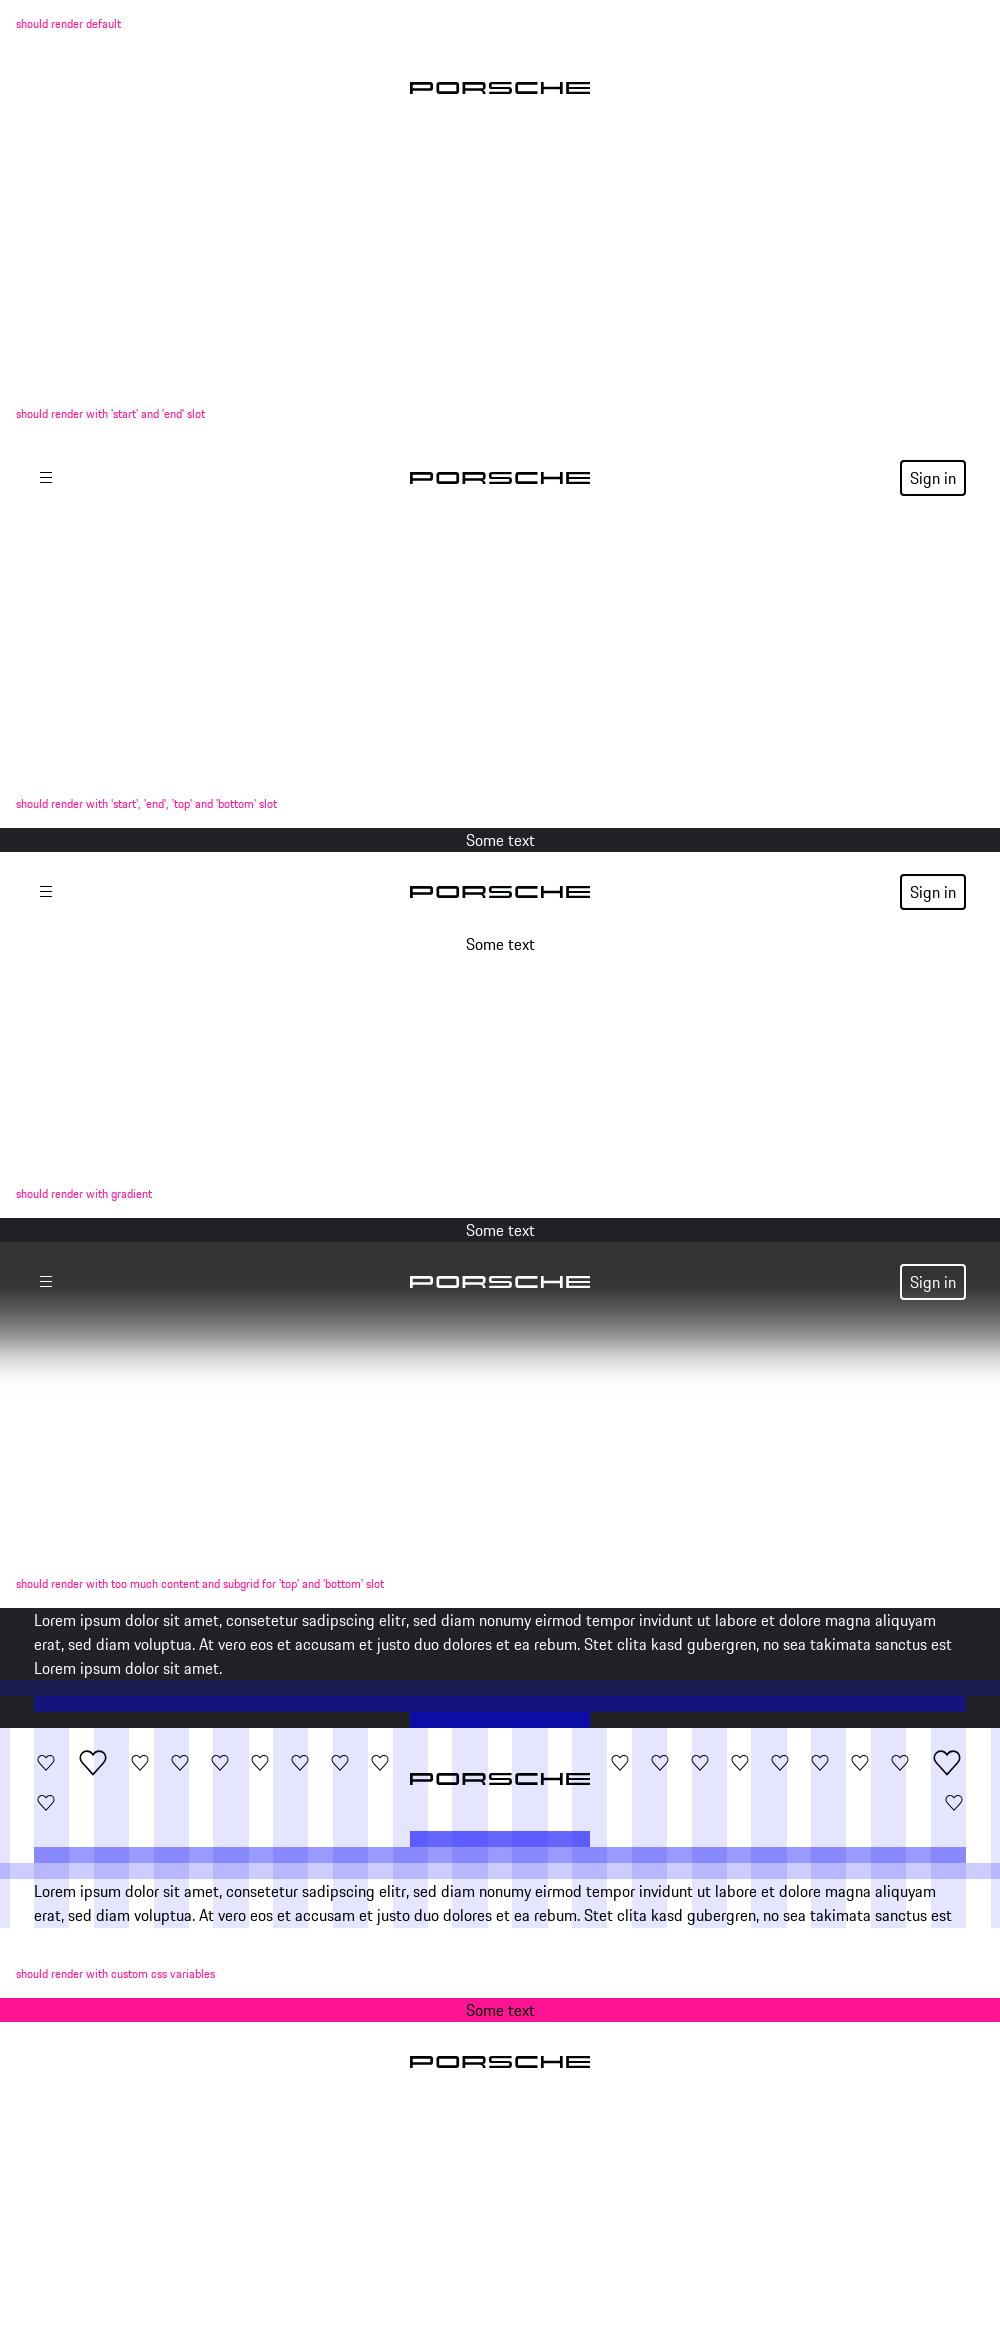 should render default
PORSCHE
should render with 'start' and 'end' slot
PORSCHE
Sign in
should render with 'start', 'end', 'top' and 'bottom' slot
Some text
PORSCHE
Sign in
Some text
should render with gradient
Some text
PORSCHE
Sign in
should render with too much content and subgrid for 'top' and 'bottom' slot
Lorem ipsum dolor sit amet, consetetur sadipscing elitr, sed diam nonumy eirmod tempor invidunt ut labore et dolore magna aliquyam
erat, sed diam voluptua. At vero eos et accusam et justo duo dolores et ea rebum. Stet clita kasd gubergren, no sea takimata sanctus est
Lorem ipsum dolor sit amet.
PORSCHE
Lorem ipsum dolor sit amet, consetetur sadipscing elitr, sed diam nonumy eirmod tempor invidunt ut labore et dolore magna aliquyam
erat, sed diam voluptua. At vero eos et accusam et justo duo dolores et ea rebum. Stet clita kasd gubergren, no sea takimata sanctus est
should render with custom css variables
Some text
PORSCHE